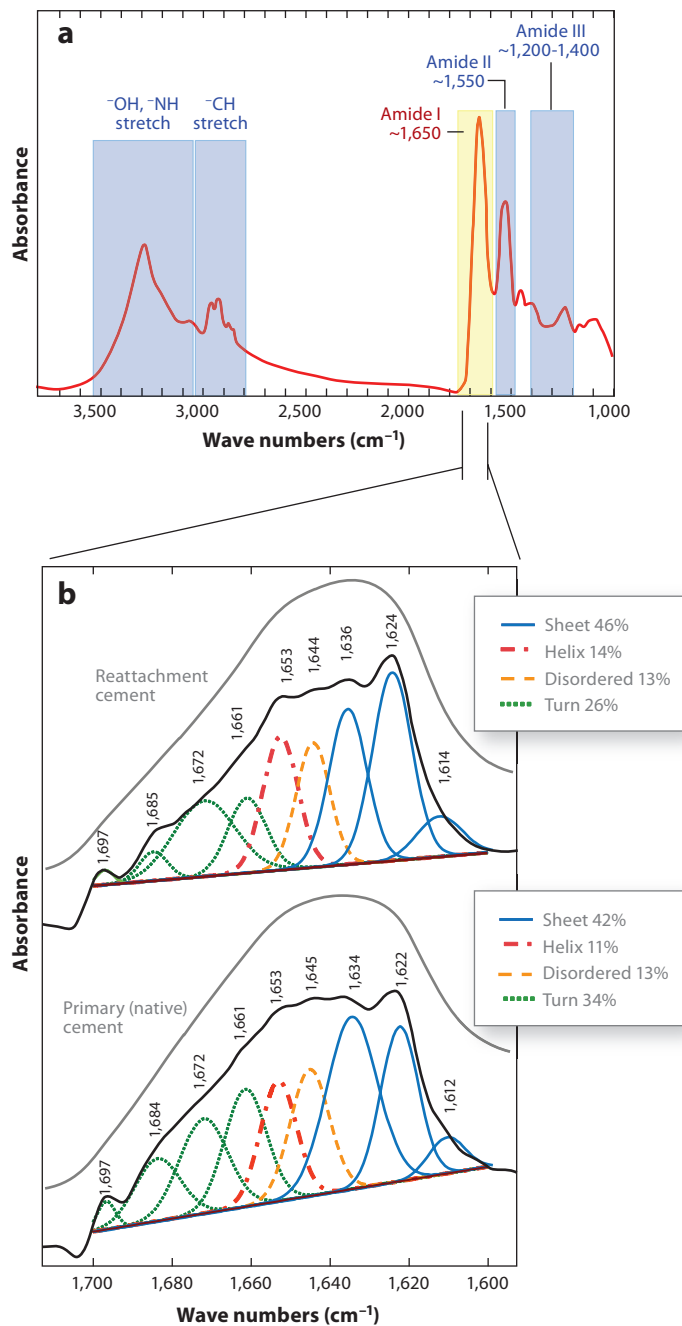 a
Amide III
~1,200-1,400
Amide II
~1,550
Amide I
~1,650
–OH, –NH
stretch
–CH
stretch
Absorbance
3,500
3,000
2,500
2,000
1,500
1,000
Wave numbers (cm–1)
b
Reattachment
cement
1,697
1,685
1,672
1,661
1,653
1,644
1,636
1,624
1,614
Sheet 46%
Helix 14%
Disordered 13%
Turn 26%
Absorbance
Primary (native)
cement
1,697
1,684
1,672
1,661
1,653
1,645
1,634
1,622
1,612
Sheet 42%
Helix 11%
Disordered 13%
Turn 34%
1,700
1,680
1,660
1,640
1,620
1,600
Wave numbers (cm–1)